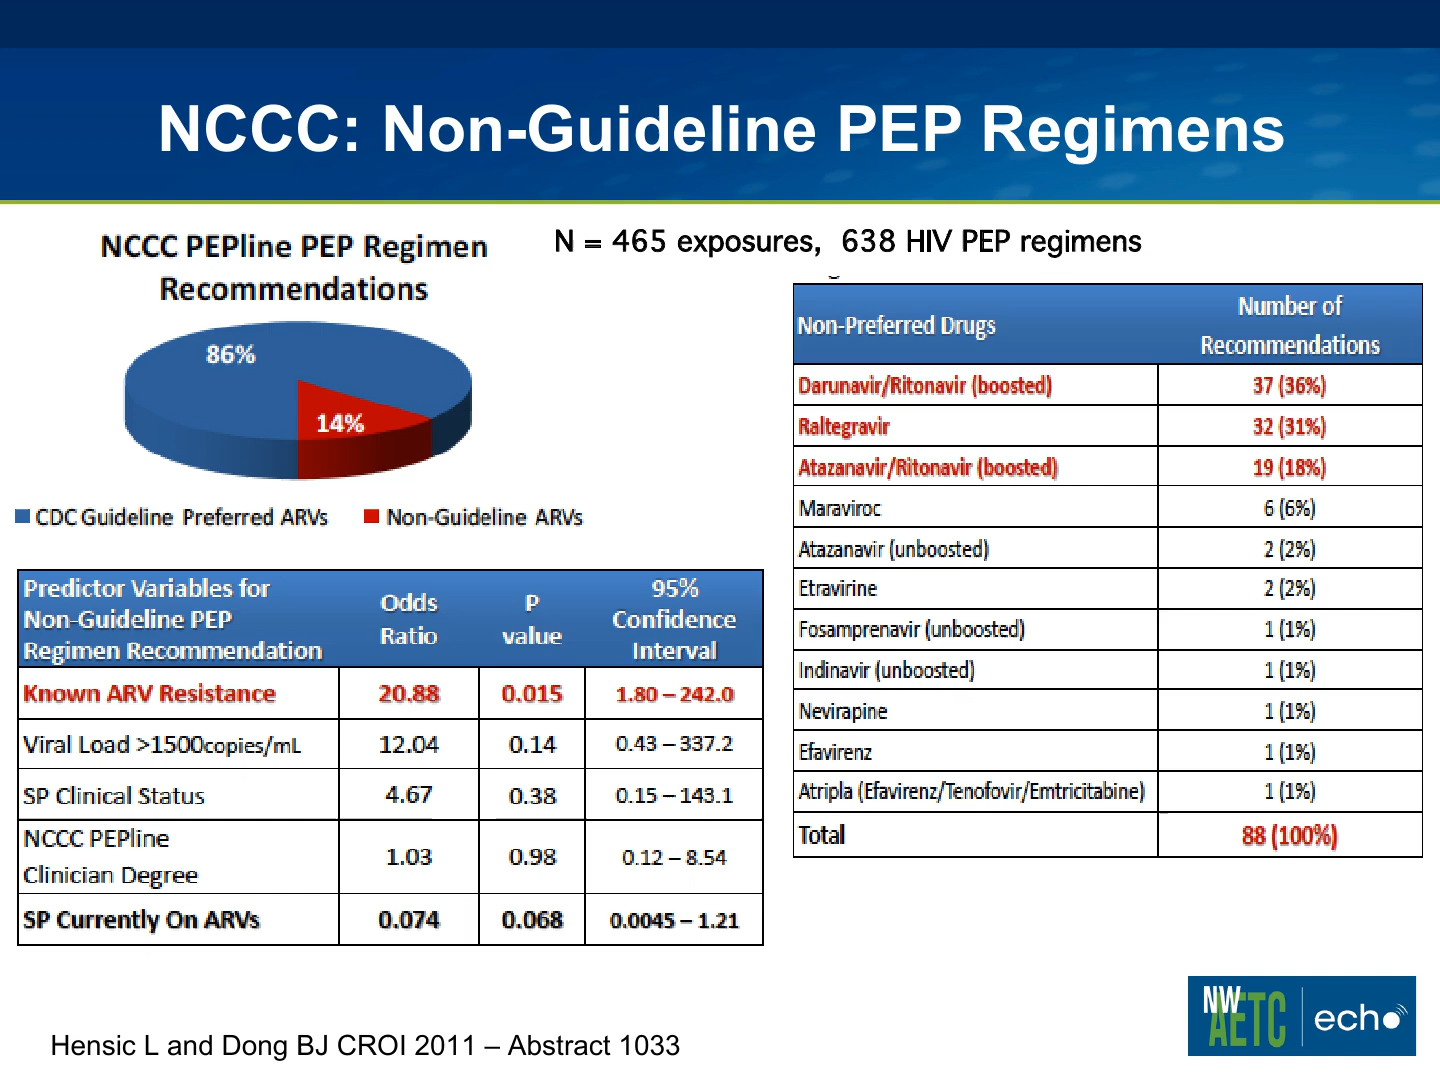 NCCC: Non-Guideline PEP Regimens
NCCC PEPline PEP Regimen
Recommendations
86%
14%
CDC Guideline Preferred ARVs
Non-Guideline ARVs
N = 465 exposures, 638 HIV PEP regimens
Predictor Variables for
Non-Guideline PEP
Regimen Recommendation
Odds
Ratio
P
value
95%
Confidence
Interval
Known ARV Resistance 20.88 0.015 1.80 – 242.0
Viral Load >1500copies/mL 12.04 0.14 0.43 – 337.2
SP Clinical Status 4.67 0.38 0.15 – 143.1
NCCC PEPline
Clinician Degree 1.03 0.98 0.12 – 8.54
SP Currently On ARVs 0.074 0.068 0.0045 – 1.21
Non-Preferred Drugs
Number of
Recommendations
Darunavir/Ritonavir (boosted) 37 (36%)
Raltegravir 32 (31%)
Atazanavir/Ritonavir (boosted) 19 (18%)
Maraviroc 6 (6%)
Atazanavir (unboosted) 2 (2%)
Etravirine 2 (2%)
Fosamprenavir (unboosted) 1 (1%)
Indinavir (unboosted) 1 (1%)
Nevirapine 1 (1%)
Efavirenz 1 (1%)
Atripla (Efavirenz/Tenofovir/Emtricitabine) 1 (1%)
Total 88 (100%)
Hensic L and Dong BJ CROI 2011 – Abstract 1033
NW
AETC
echo